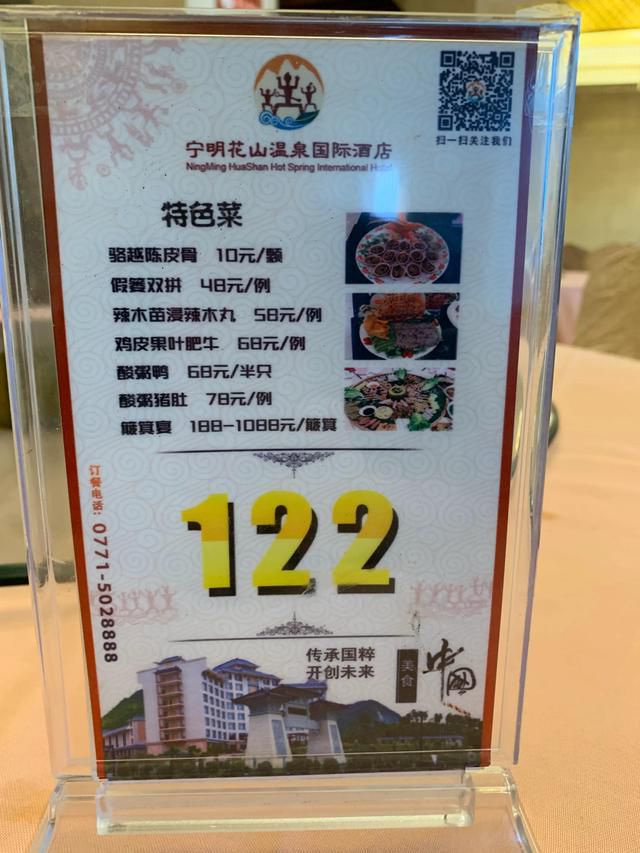 宁明花山温泉国际酒店
NingMing HuaShan Hot Spring International Hotel
扫一扫关注我们
特色菜
骆越陈皮骨 10元/颗
假蒌双拼 48元/例
辣木苗浸辣木丸 58元/例
鸡皮果叶肥牛 68元/例
酸粥鸭 68元/半只
酸粥猪肚 78元/例
簸箕宴 188-1088元/簸箕
122
订餐电话：0771-5028888
传承国粹
开创未来
美食
中国